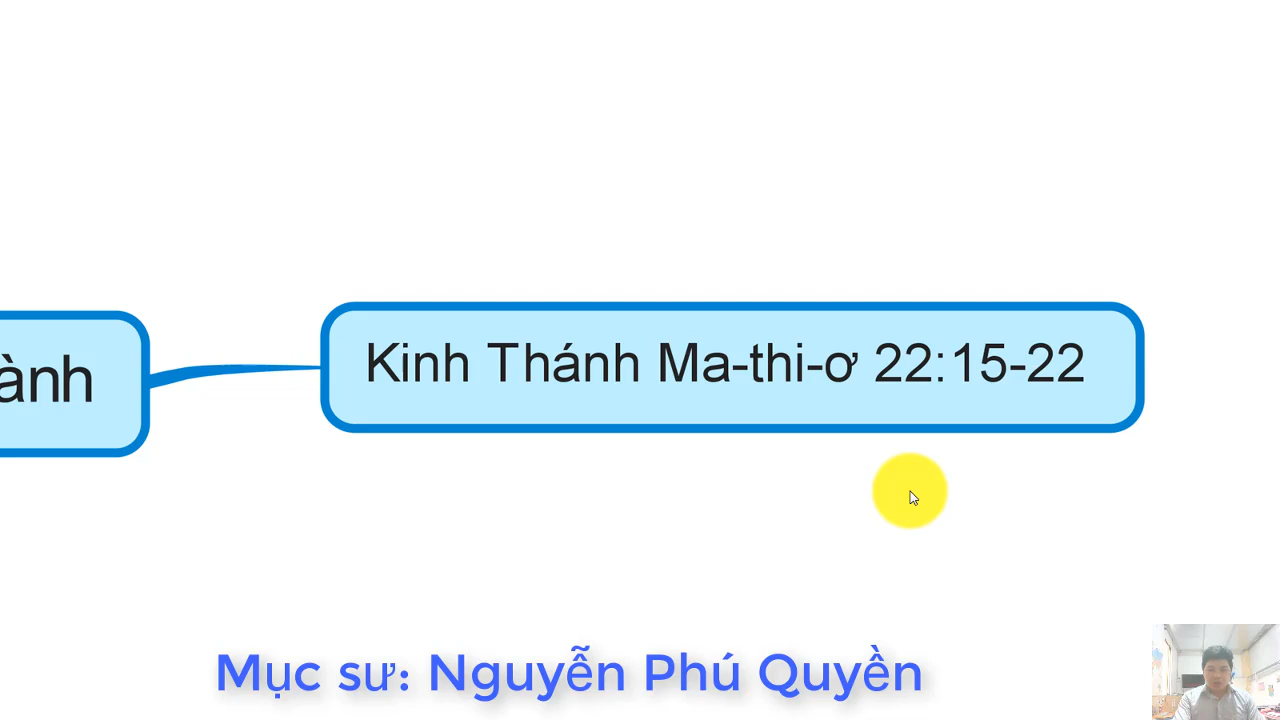 ành
Kinh Thánh Ma-thi-ơ 22:15-22
Mục sư: Nguyễn Phú Quyền